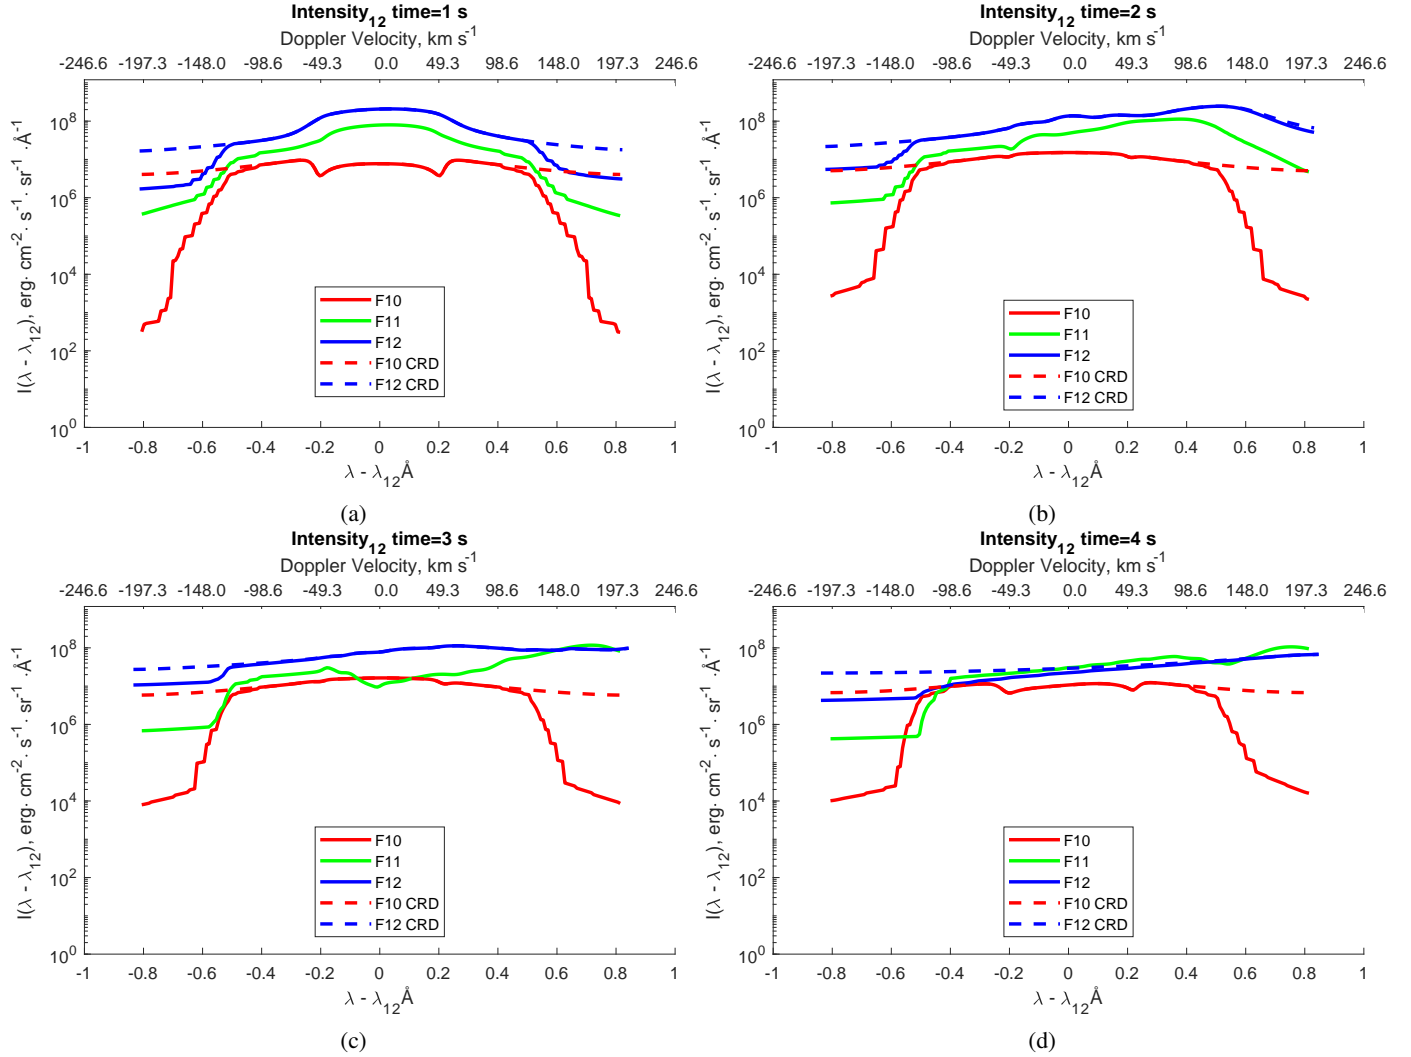 Intensity12 time=1 s
Doppler Velocity, km s-1
-246.6 -197.3 -148.0 -98.6 -49.3 0.0 49.3 98.6 148.0 197.3 246.6
I(λ - λ12), erg· cm-2· s-1· sr-1 ·Å-1
108
106
104
102
100
F10
F11
F12
F10 CRD
F12 CRD
-1 -0.8 -0.6 -0.4 -0.2 0 0.2 0.4 0.6 0.8 1
λ - λ12Å
(a)
Intensity12 time=2 s
Doppler Velocity, km s-1
-246.6 -197.3 -148.0 -98.6 -49.3 0.0 49.3 98.6 148.0 197.3 246.6
I(λ - λ12), erg· cm-2· s-1· sr-1 ·Å-1
108
106
104
102
100
F10
F11
F12
F10 CRD
F12 CRD
-1 -0.8 -0.6 -0.4 -0.2 0 0.2 0.4 0.6 0.8 1
λ - λ12Å
(b)
Intensity12 time=3 s
Doppler Velocity, km s-1
-246.6 -197.3 -148.0 -98.6 -49.3 0.0 49.3 98.6 148.0 197.3 246.6
I(λ - λ12), erg· cm-2· s-1· sr-1 ·Å-1
108
106
104
102
100
F10
F11
F12
F10 CRD
F12 CRD
-1 -0.8 -0.6 -0.4 -0.2 0 0.2 0.4 0.6 0.8 1
λ - λ12Å
(c)
Intensity12 time=4 s
Doppler Velocity, km s-1
-246.6 -197.3 -148.0 -98.6 -49.3 0.0 49.3 98.6 148.0 197.3 246.6
I(λ - λ12), erg· cm-2· s-1· sr-1 ·Å-1
108
106
104
102
100
F10
F11
F12
F10 CRD
F12 CRD
-1 -0.8 -0.6 -0.4 -0.2 0 0.2 0.4 0.6 0.8 1
λ - λ12Å
(d)